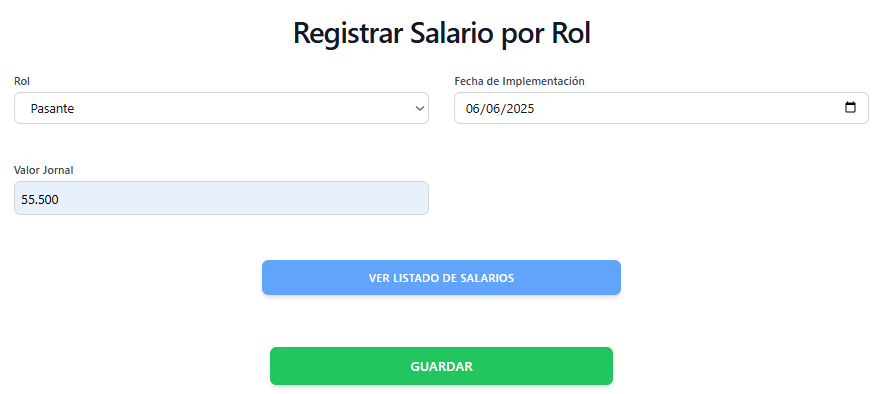 Registrar Salario por Rol
Rol
Fecha de Implementación
Pasante
06/06/2025
Valor Jornal
55.500
VER LISTADO DE SALARIOS
GUARDAR